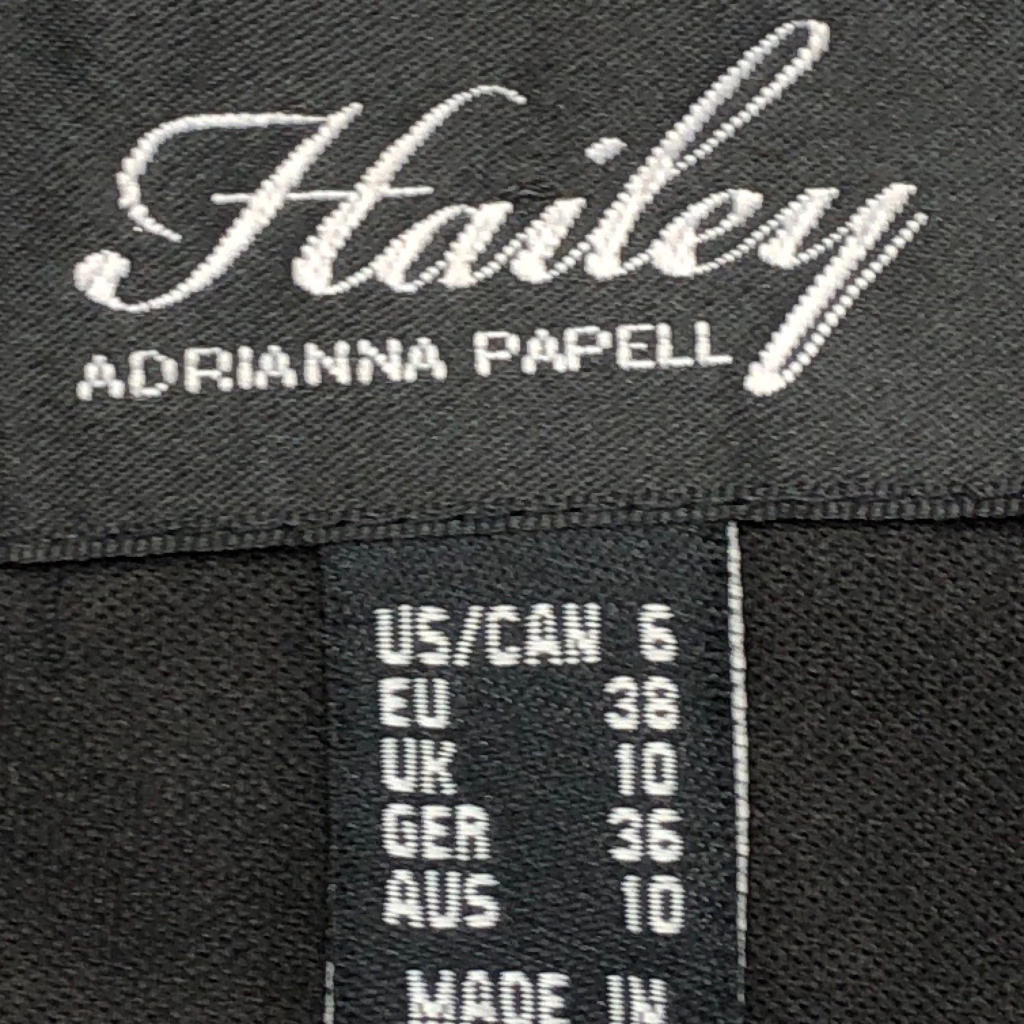 Hailey
ADRIANNA PAPELL
US/CAN 6
EU 38
UK 10
GER 36
AUS 10
MADE IN